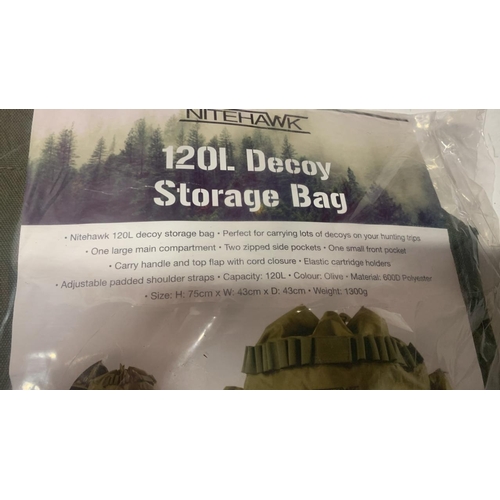 NITEHAWK
120L Decoy
Storage Bag
• Nitehawk 120L decoy storage bag • Perfect for carrying lots of decoys on your hunting trips
• One large main compartment • Two zipped side pockets • One small front pocket
• Carry handle and top flap with cord closure • Elastic cartridge holders
• Adjustable padded shoulder straps • Capacity: 120L • Colour: Olive • Material: 600D Polyester
• Size: H: 75cm x W: 43cm x D: 43cm • Weight: 1300g